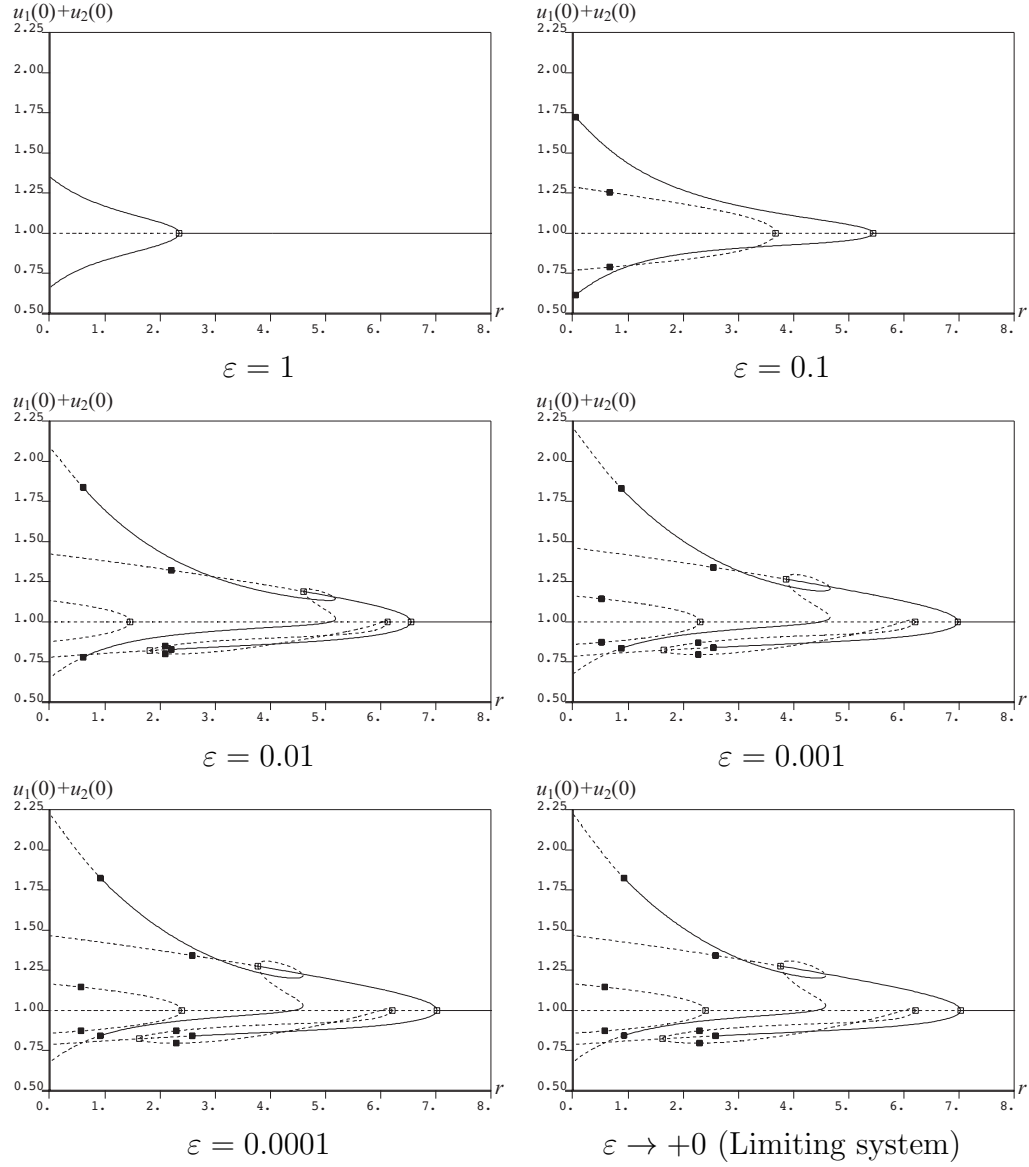 u1(0)+u2(0)
2.25
2.00
1.75
1.50
1.25
1.00
0.75
0.50
0. 1. 2. 3. 4. 5. 6. 7. 8. r
ε = 1
u1(0)+u2(0)
2.25
2.00
1.75
1.50
1.25
1.00
0.75
0.50
0. 1. 2. 3. 4. 5. 6. 7. 8. r
ε = 0.1
u1(0)+u2(0)
2.25
2.00
1.75
1.50
1.25
1.00
0.75
0.50
0. 1. 2. 3. 4. 5. 6. 7. 8. r
ε = 0.01
u1(0)+u2(0)
2.25
2.00
1.75
1.50
1.25
1.00
0.75
0.50
0. 1. 2. 3. 4. 5. 6. 7. 8. r
ε = 0.001
u1(0)+u2(0)
2.25
2.00
1.75
1.50
1.25
1.00
0.75
0.50
0. 1. 2. 3. 4. 5. 6. 7. 8. r
ε = 0.0001
u1(0)+u2(0)
2.25
2.00
1.75
1.50
1.25
1.00
0.75
0.50
0. 1. 2. 3. 4. 5. 6. 7. 8. r
ε → +0 (Limiting system)